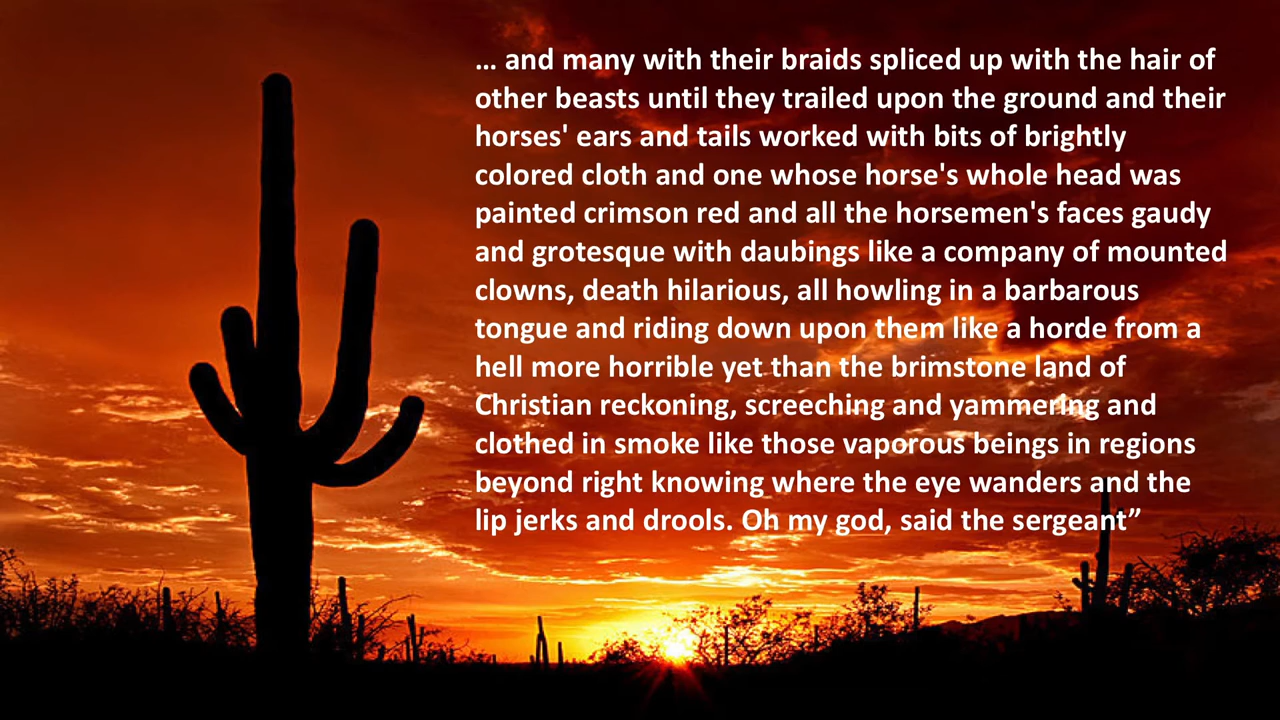 … and many with their braids spliced up with the hair of
other beasts until they trailed upon the ground and their
horses' ears and tails worked with bits of brightly
colored cloth and one whose horse's whole head was
painted crimson red and all the horsemen's faces gaudy
and grotesque with daubings like a company of mounted
clowns, death hilarious, all howling in a barbarous
tongue and riding down upon them like a horde from a
hell more horrible yet than the brimstone land of
Christian reckoning, screeching and yammering and
clothed in smoke like those vaporous beings in regions
beyond right knowing where the eye wanders and the
lip jerks and drools. Oh my god, said the sergeant”